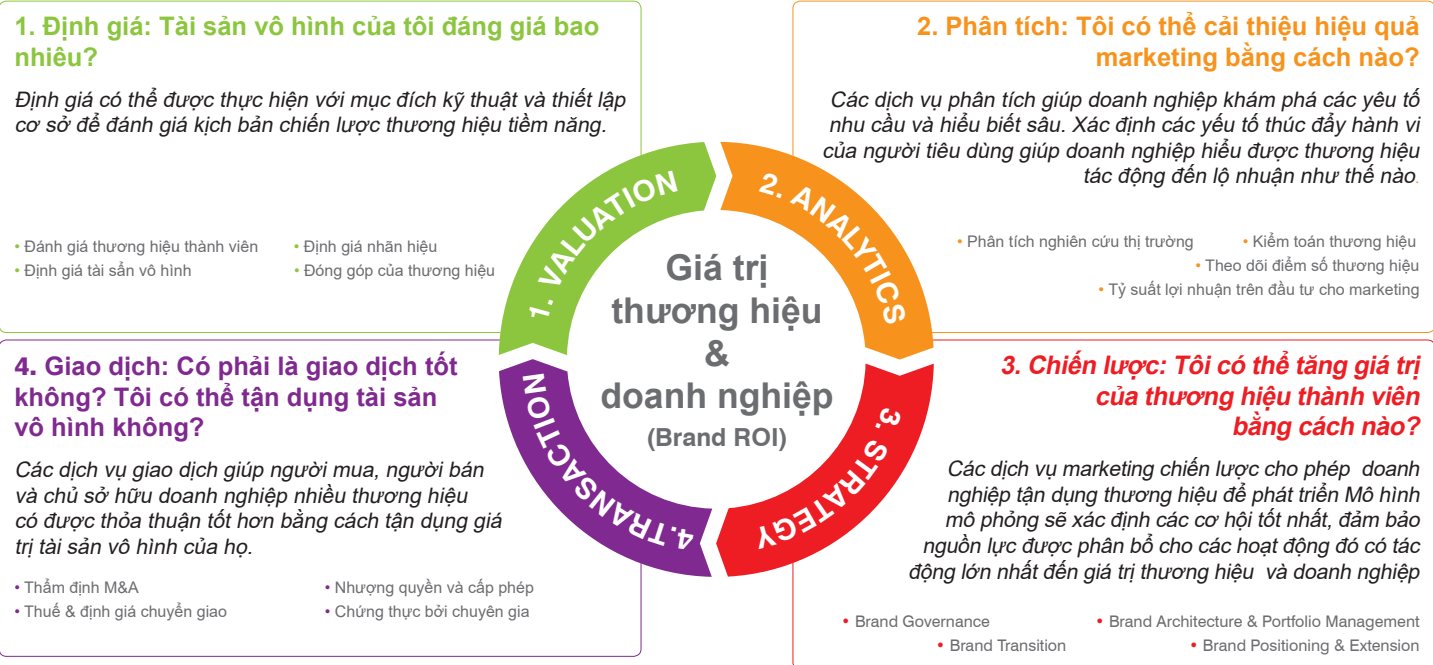 1. Định giá: Tài sản vô hình của tôi đáng giá bao
nhiêu?
Định giá có thể được thực hiện với mục đích kỹ thuật và thiết lập
cơ sở để đánh giá kịch bản chiến lược thương hiệu tiềm năng.
• Đánh giá thương hiệu thành viên
• Định giá nhãn hiệu
• Định giá tài sẩn vô hình
• Đóng góp của thương hiệu
2. Phân tích: Tôi có thể cải thiệu hiệu quả
marketing bằng cách nào?
Các dịch vụ phân tích giúp doanh nghiệp khám phá các yêu tố
nhu cầu và hiểu biết sâu. Xác định các yếu tố thúc đẩy hành vi
của người tiêu dùng giúp doanh nghiệp hiểu được thương hiệu
tác động đến lộ nhuận như thế nào.
• Phân tích nghiên cứu thị trường
• Kiểm toán thương hiệu
• Theo dõi điểm số thương hiệu
• Tỷ suất lợi nhuận trên đầu tư cho marketing
1. VALUATION
2. ANALYTICS
3. STRATEGY
4. TRANSACTION
Giá trị
thương hiệu
&
doanh nghiệp
(Brand ROI)
3. Chiến lược: Tôi có thể tăng giá trị
của thương hiệu thành viên
bằng cách nào?
Các dịch vụ marketing chiến lược cho phép doanh
nghiệp tận dụng thương hiệu để phát triển Mô hình
mô phỏng sẽ xác định các cơ hội tốt nhất, đảm bảo
nguồn lực được phân bổ cho các hoạt động đó có tác
động lớn nhất đến giá trị thương hiệu và doanh nghiệp
• Brand Governance
• Brand Architecture & Portfolio Management
• Brand Transition
• Brand Positioning & Extension
4. Giao dịch: Có phải là giao dịch tốt
không? Tôi có thể tận dụng tài sản
vô hình không?
Các dịch vụ giao dịch giúp người mua, người bán
và chủ sở hữu doanh nghiệp nhiều thương hiệu
có được thỏa thuận tốt hơn bằng cách tận dụng giá
trị tài sản vô hình của họ.
• Thẩm định M&A
• Nhượng quyền và cấp phép
• Thuế & định giá chuyển giao
• Chứng thực bởi chuyên gia